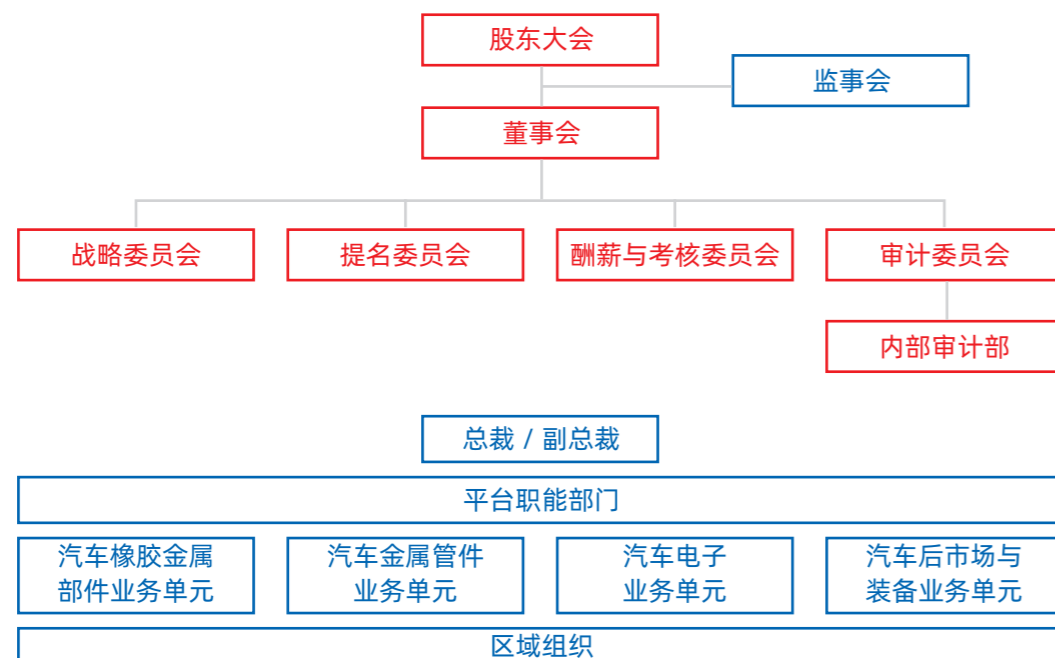 股东大会
监事会
董事会
战略委员会
提名委员会
酬薪与考核委员会
审计委员会
内部审计部
总裁 / 副总裁
平台职能部门
汽车橡胶金属
部件业务单元
汽车金属管件
业务单元
汽车电子
业务单元
汽车后市场与
装备业务单元
区域组织